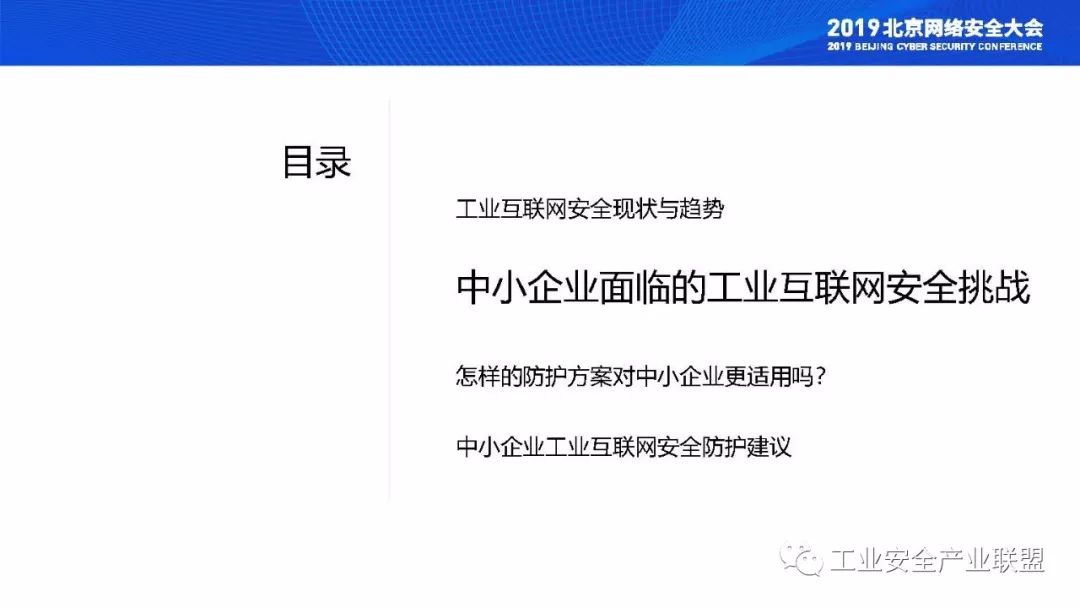 2019北京网络安全大会
2019 BEIJING CYBER SECURITY CONFERENCE
目录
工业互联网安全现状与趋势
中小企业面临的工业互联网安全挑战
怎样的防护方案对中小企业更适用吗？
中小企业工业互联网安全防护建议
工业安全产业联盟